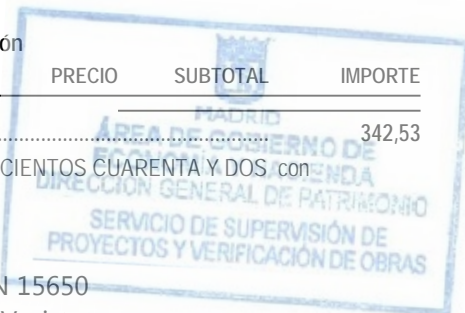 ón
PRECIO SUBTOTAL IMPORTE
MADRID
342,53
ÁREA DE GOBIERNO DE
CIENTOS CUARENTA Y DOS con
DIRECCIÓN GENERAL DE PATRIMONIO
SERVICIO DE SUPERVISIÓN DE
PROYECTOS Y VERIFICACIÓN DE OBRAS
N 15650